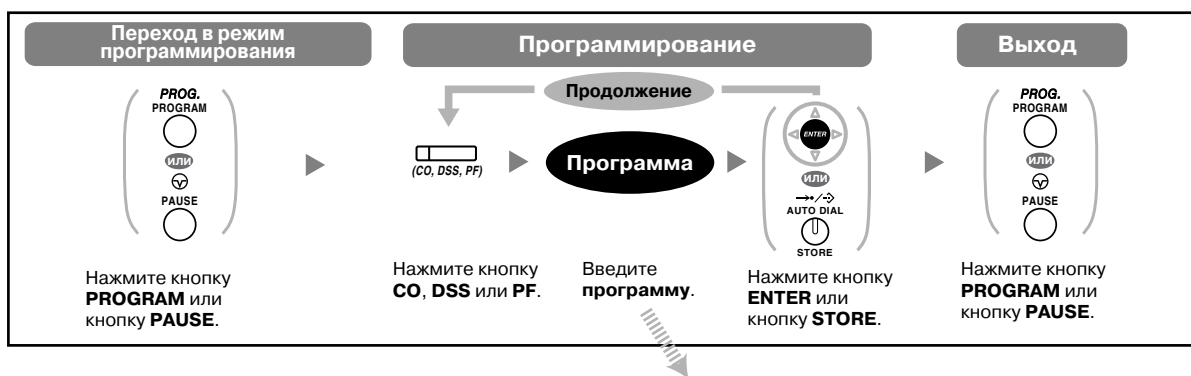 Переход в режим
программирования
Программирование
Выход
Продолжение
PROG.
PROGRAM
ИЛИ
PAUSE
Нажмите кнопку
PROGRAM или
кнопку PAUSE.
(CO, DSS, PF)
Нажмите кнопку
CO, DSS или PF.
Программа
Введите
программу.
ENTER
ИЛИ
AUTO DIAL
STORE
Нажмите кнопку
ENTER или
кнопку STORE.
PROG.
PROGRAM
ИЛИ
PAUSE
Нажмите кнопку
PROGRAM или
кнопку PAUSE.